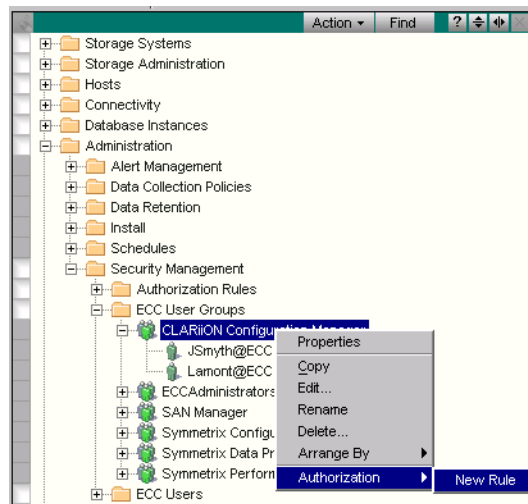 Action Find ?
Storage Systems
Storage Administration
Hosts
Connectivity
Database Instances
Administration
Alert Management
Data Collection Policies
Data Retention
Install
Schedules
Security Management
Authorization Rules
ECC User Groups
CLARiiON Configuration Manager
JSmyth@ECC
Lamont@ECC
ECCAdministrators
SAN Manager
Symmetrix Configu
Symmetrix Data Pr
Symmetrix Perform
ECC Users
Properties
Copy
Edit...
Rename
Delete...
Arrange By
Authorization
New Rule